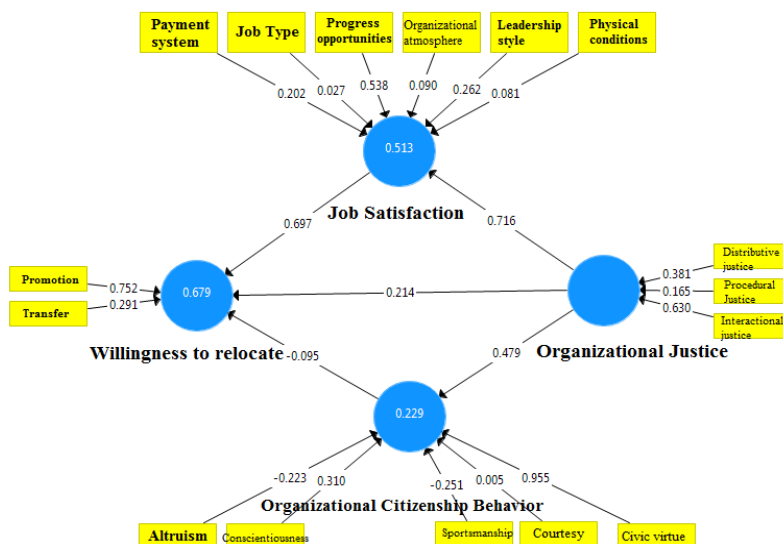 Payment
system
Job Type
Progress
opportunities
Organizational
atmosphere
Leadership
style
Physical
conditions
0.202
0.027
0.538
0.090
0.262
0.081
0.513
Job Satisfaction
0.697
0.716
Promotion
Transfer
0.752
0.291
0.679
0.214
Distributive
justice
Procedural
Justice
Interactional
justice
0.381
0.165
0.630
Willingness to relocate
Organizational Justice
-0.095
0.479
0.229
-0.223
0.310
-0.251
0.005
0.955
Organizational Citizenship Behavior
Altruism
Conscientiousness
Sportsmanship
Courtesy
Civic virtue